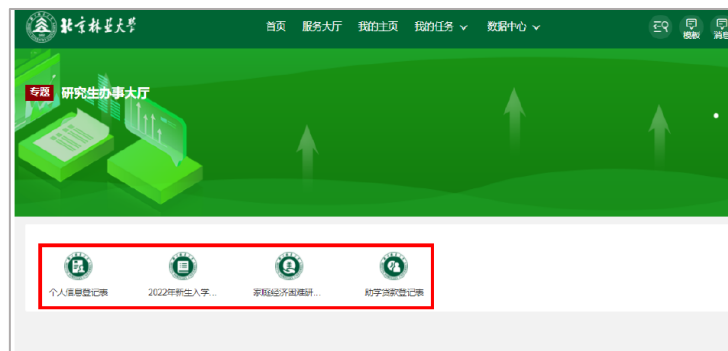 北京林业大学 首页 服务大厅 我的主页 我的任务 数据中心 模板 消息
专题 研究生办事大厅
个人信息登记表 2022年新生入学... 家庭经济困难研... 助学贷款登记表